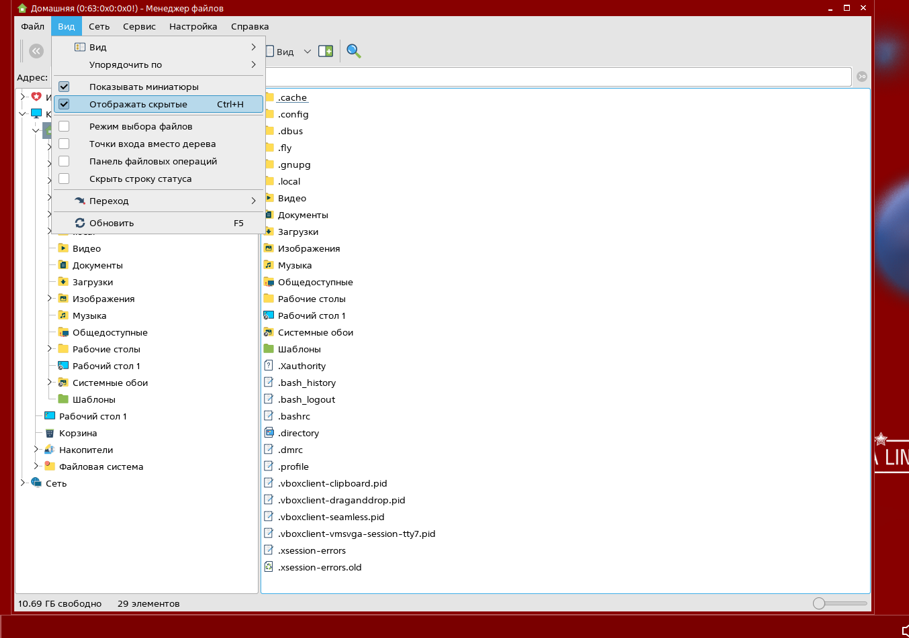 Домашняя (0:63:0x0:0x0!) - Менеджер файлов
Файл Вид Сеть Сервис Настройка Справка
Вид
Адрес:
Вид
Упорядочить по
Показывать миниатюры
Отображать скрытые Ctrl+H
Режим выбора файлов
Точки входа вместо дерева
Панель файловых операций
Скрыть строку статуса
Переход
Обновить F5
Видео
Документы
Загрузки
Изображения
Музыка
Общедоступные
Рабочие столы
Рабочий стол 1
Системные обои
Шаблоны
Рабочий стол 1
Корзина
Накопители
Файловая система
Сеть
.cache
.config
.dbus
.fly
.gnupg
.local
Видео
Документы
Загрузки
Изображения
Музыка
Общедоступные
Рабочие столы
Рабочий стол 1
Системные обои
Шаблоны
.Xauthority
.bash_history
.bash_logout
.bashrc
.directory
.dmrc
.profile
.vboxclient-clipboard.pid
.vboxclient-draganddrop.pid
.vboxclient-seamless.pid
.vboxclient-vmsvga-session-tty7.pid
.xsession-errors
.xsession-errors.old
10.69 ГБ свободно 29 элементов
A LIN